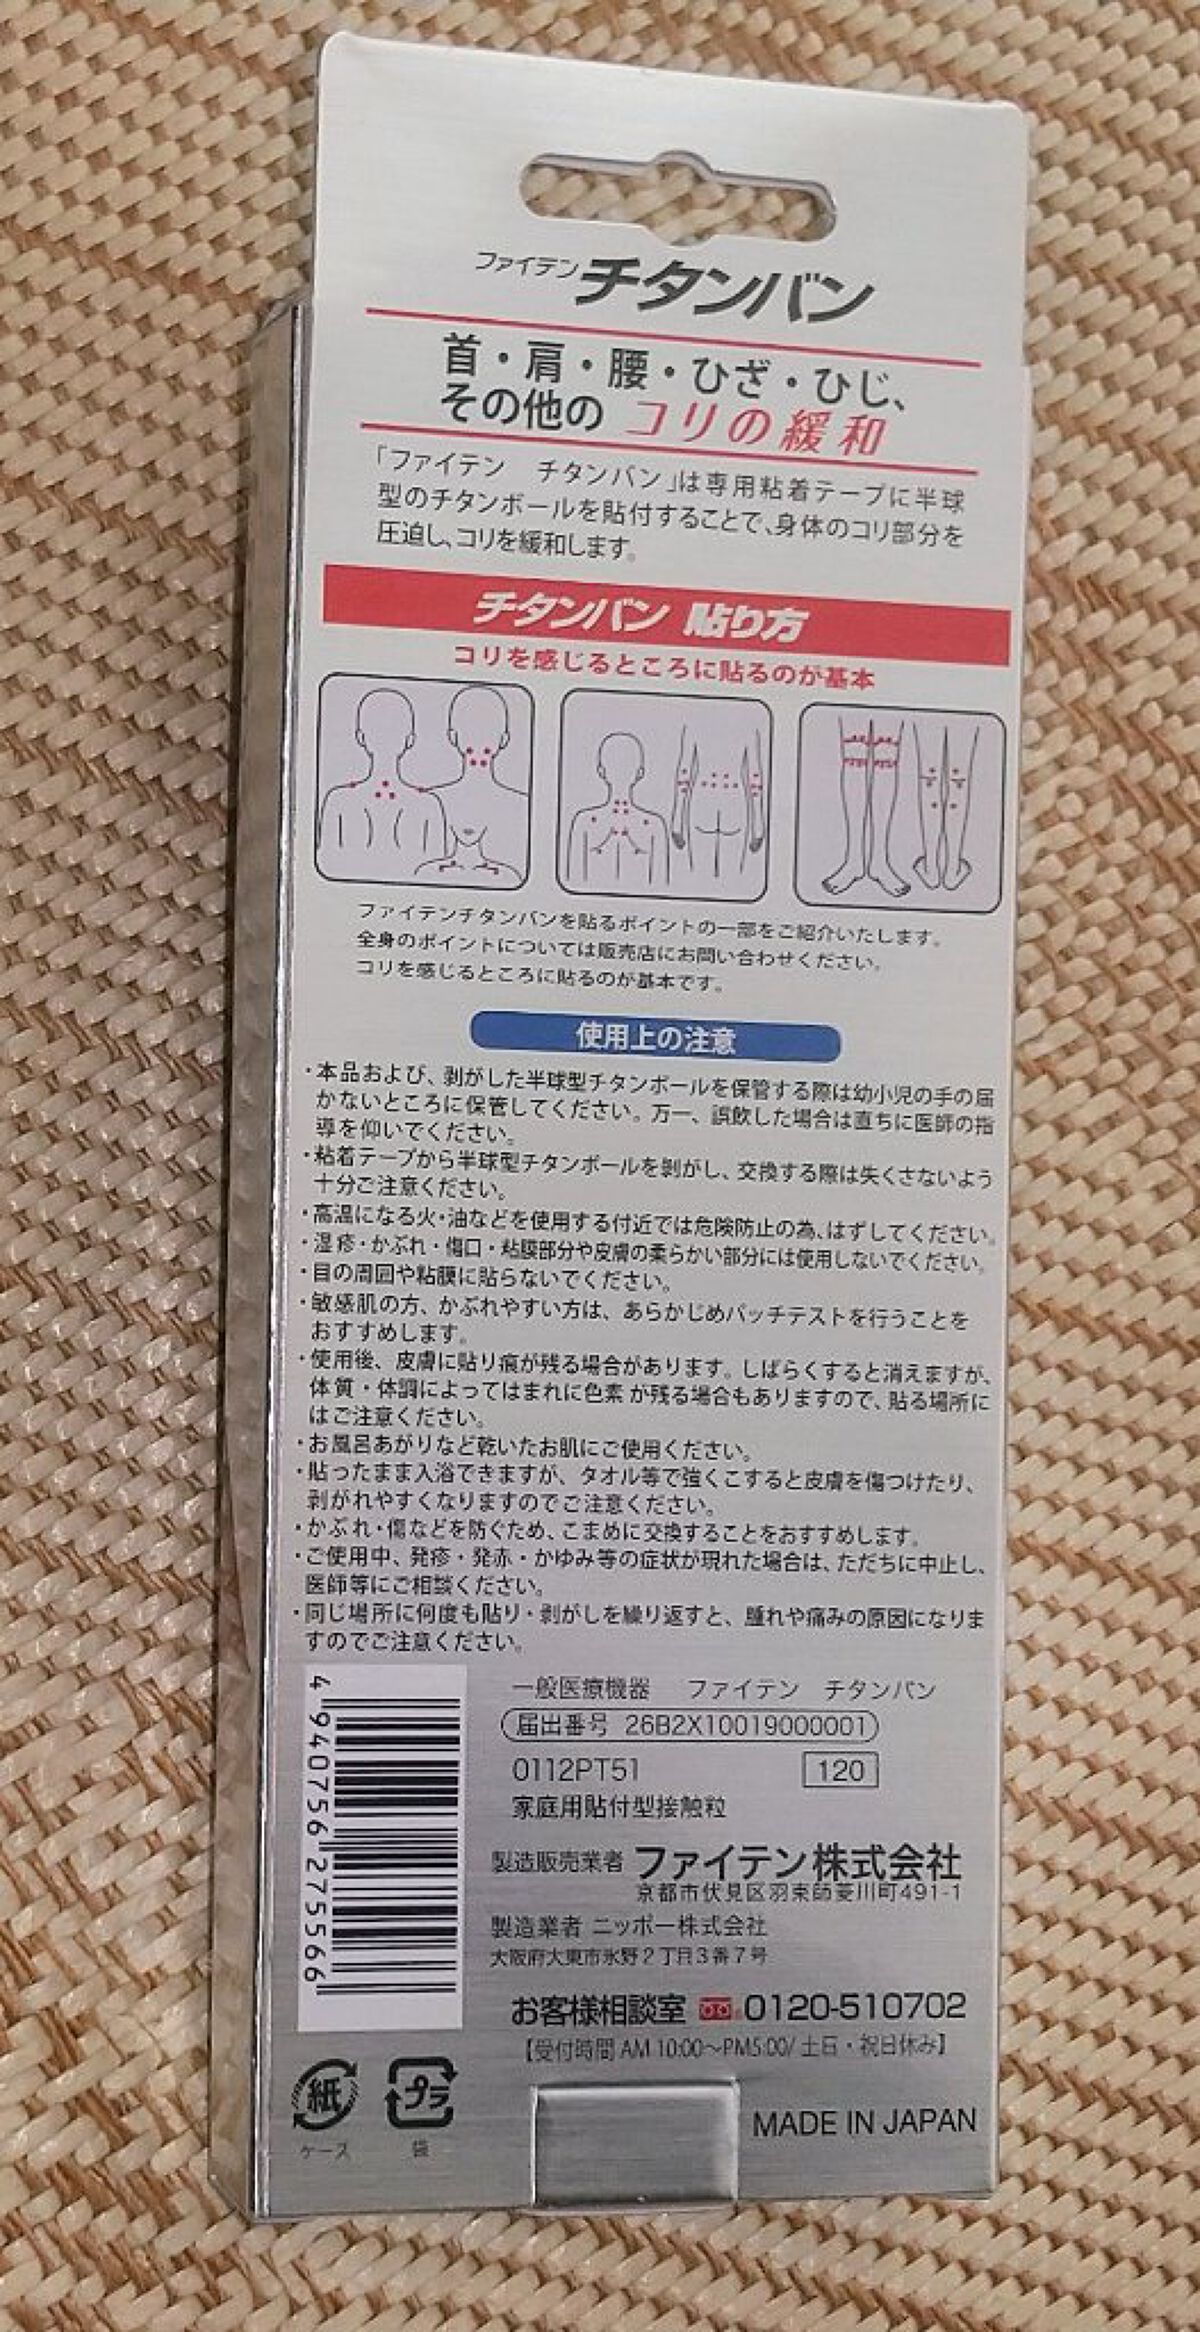 ファイテン チタンバン
首・肩・腰・ひざ・ひじ、
その他の コリの緩和
「ファイテン　チタンバン」は専用粘着テープに半球
型のチタンボールを貼付することで、身体のコリ部分を
圧迫し、コリを緩和します。
チタンバン 貼り方
コリを感じるところに貼るのが基本
ファイテンチタンバンを貼るポイントの一部をご紹介いたします。
全身のポイントについては販売店にお問い合わせください。
コリを感じるところに貼るのが基本です。
使用上の注意
・本品および、剥がした半球型チタンボールを保管する際は幼小児の手の届
かないところに保管してください。万一、誤飲した場合は直ちに医師の指
導を仰いでください。
・粘着テープから半球型チタンボールを剥がし、交換する際は失くさないよう
十分ご注意ください。
・高温になる火・油などを使用する付近では危険防止の為、はずしてください。
・湿疹・かぶれ・傷口・粘膜部分や皮膚の柔らかい部分には使用しないでください。
・目の周囲や粘膜に貼らないでください。
・敏感肌の方、かぶれやすい方は、あらかじめパッチテストを行うことを
おすすめします。
・使用後、皮膚に貼り痕が残る場合があります。しばらくすると消えますが、
体質・体調によってはまれに色素が残る場合もありますので、貼る場所に
はご注意ください。
・お風呂あがりなど乾いたお肌にご使用ください。
・貼ったまま入浴できますが、タオル等で強くこすると皮膚を傷つけたり、
剥がれやすくなりますのでご注意ください。
・かぶれ・傷などを防ぐため、こまめに交換することをおすすめします。
・ご使用中、発疹・発赤・かゆみ等の症状が現れた場合は、ただちに中止し、
医師等にご相談ください。
・同じ場所に何度も貼り・剥がしを繰り返すと、腫れや痛みの原因になりま
すのでご注意ください。
4940756275566
一般医療機器　ファイテン　チタンバン
届出番号 26B2X10019000001
0112PT51 120
家庭用貼付型接触粒
製造販売業者 ファイテン株式会社
京都市伏見区羽束師菱川町491-1
製造業者 ニッポー株式会社
大阪府大東市氷野2丁目3番7号
お客様相談室 0120-510702
【受付時間 AM 10:00～PM5:00/ 土日・祝日休み】
紙 プラ
ケース 袋
MADE IN JAPAN